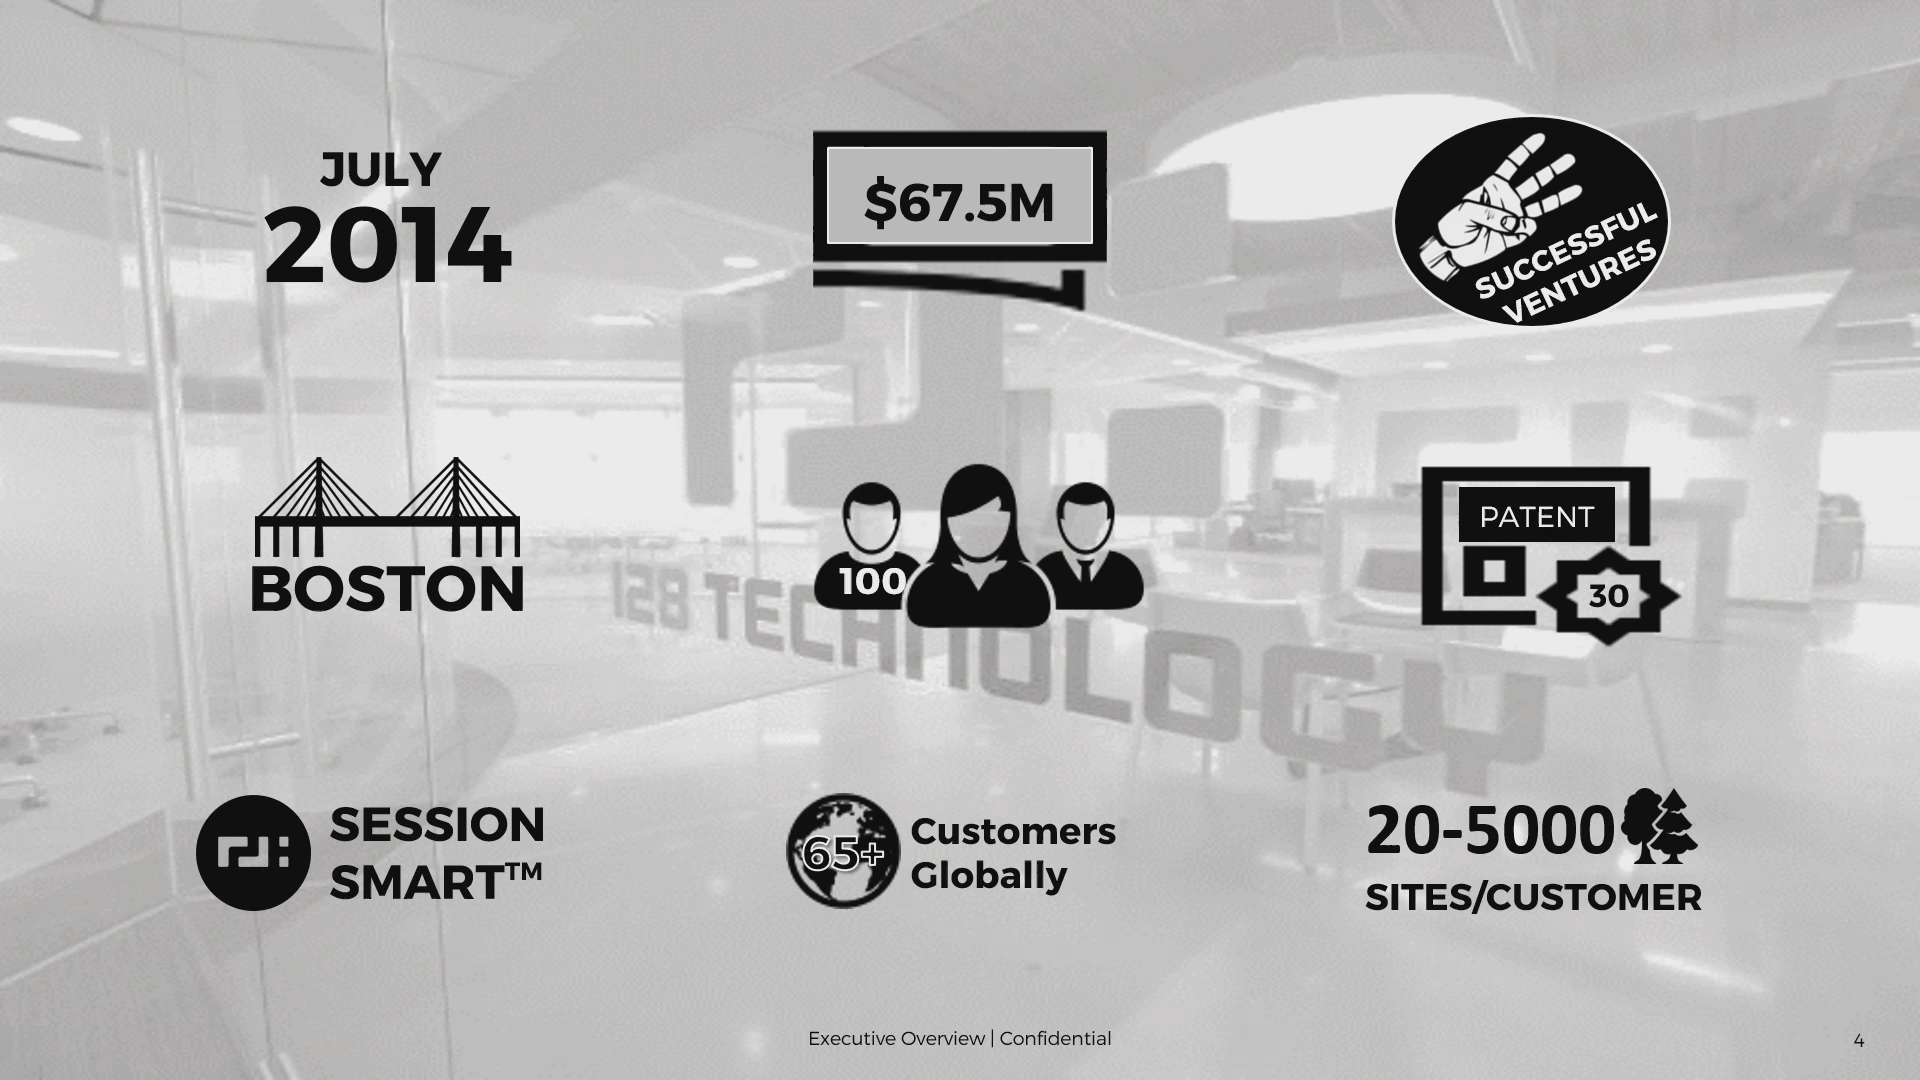 JULY
2014
$67.5M
SUCCESSFUL
VENTURES
BOSTON
100
PATENT
30
128 TECHNOLOGY
SESSION
SMART™
65+
Customers
Globally
20-5000
SITES/CUSTOMER
Executive Overview | Confidential
4